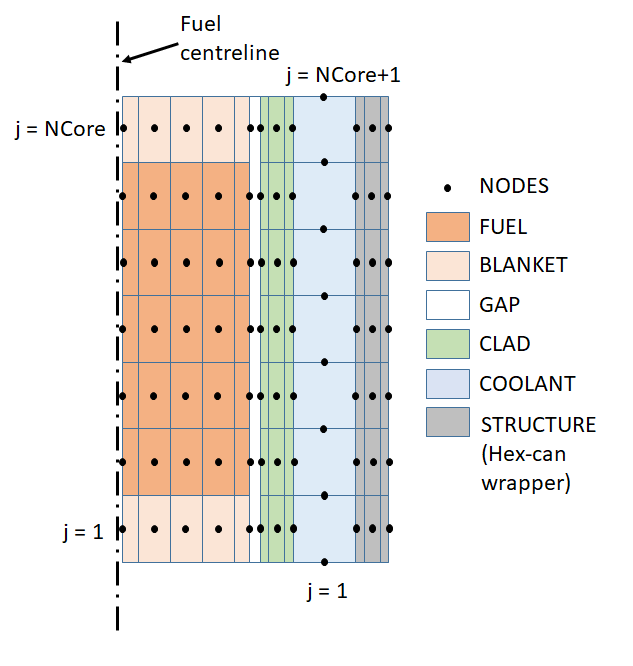 Fuel
centreline
j = NCore+1
j = NCore
NODES
FUEL
BLANKET
GAP
CLAD
COOLANT
STRUCTURE
(Hex-can
wrapper)
j = 1
j = 1